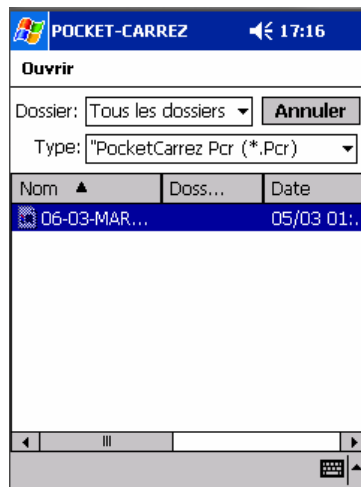 POCKET-CARREZ 17:16
Ouvrir
Dossier: Tous les dossiers Annuler
Type: "PocketCarrez Pcr (*.Pcr)
Nom Doss... Date
06-03-MAR... 05/03 01:.